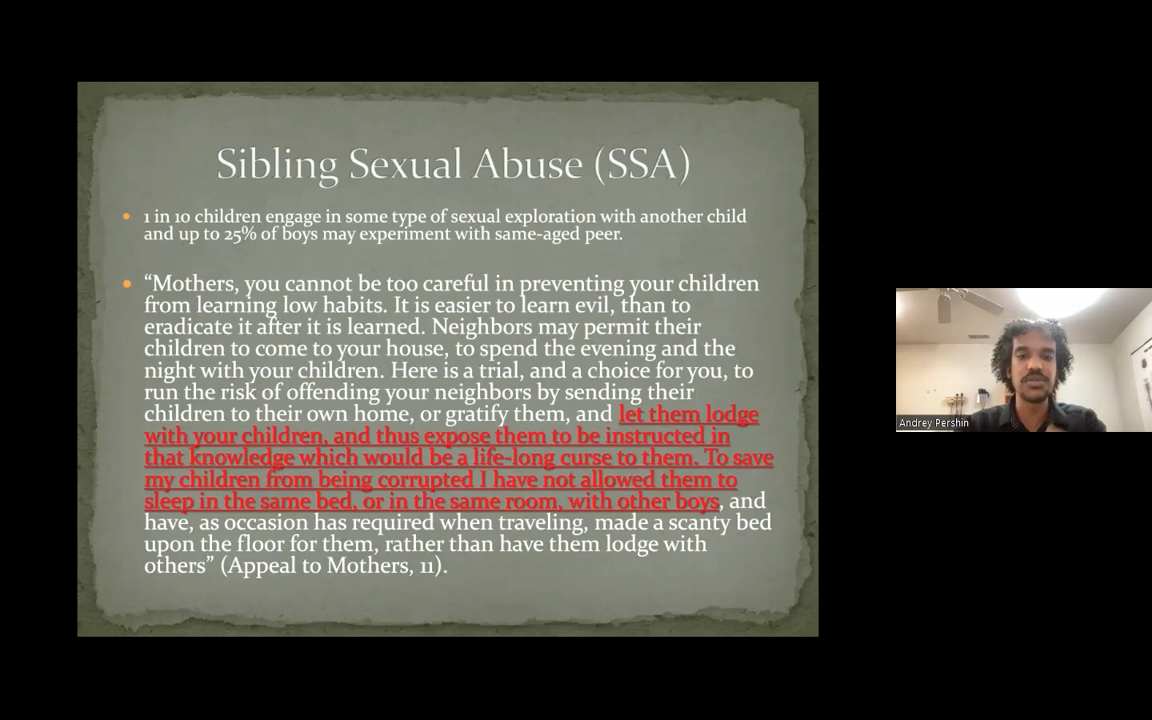 Sibling Sexual Abuse (SSA)
• 1 in 10 children engage in some type of sexual exploration with another child
and up to 25% of boys may experiment with same-aged peer.
• “Mothers, you cannot be too careful in preventing your children
from learning low habits. It is easier to learn evil, than to
eradicate it after it is learned. Neighbors may permit their
children to come to your house, to spend the evening and the
night with your children. Here is a trial, and a choice for you, to
run the risk of offending your neighbors by sending their
children to their own home, or gratify them, and let them lodge
with your children, and thus expose them to be instructed in
that knowledge which would be a life-long curse to them. To save
my children from being corrupted I have not allowed them to
sleep in the same bed, or in the same room, with other boys, and
have, as occasion has required when traveling, made a scanty bed
upon the floor for them, rather than have them lodge with
others” (Appeal to Mothers, 11).
Andrey Pershin